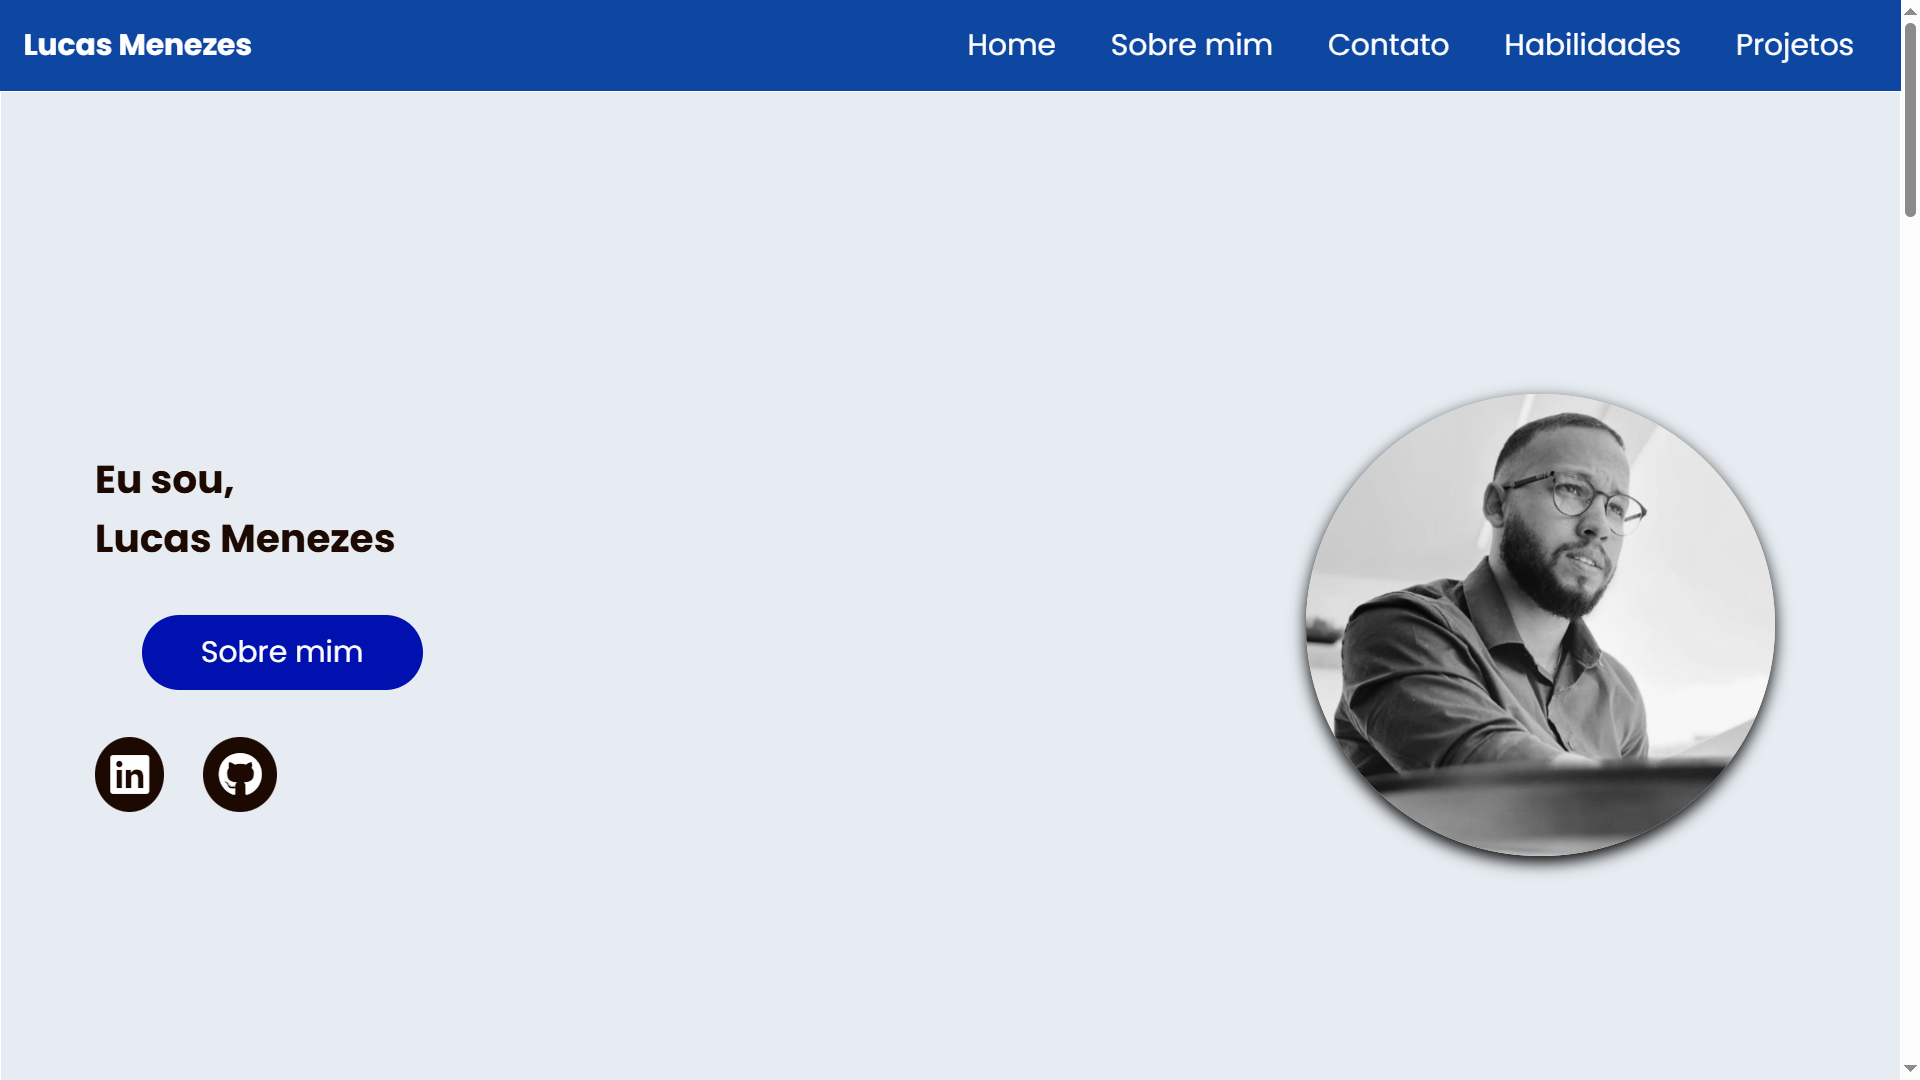 Lucas Menezes
Home Sobre mim Contato Habilidades Projetos
Eu sou,
Lucas Menezes
Sobre mim
in